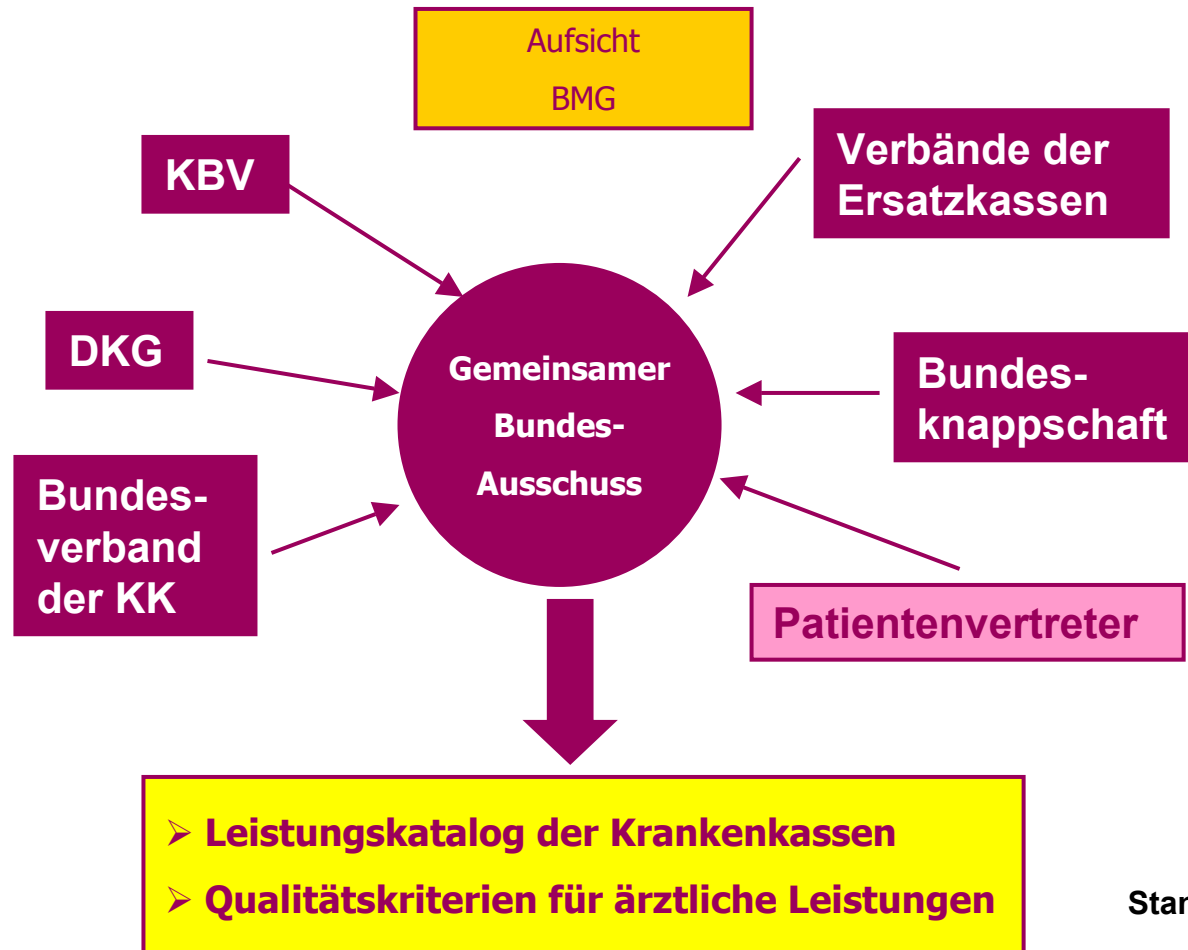 Aufsicht
BMG
KBV
Verbände der
Ersatzkassen
DKG
Gemeinsamer
Bundes-
Ausschuss
Bundes-
knappschaft
Bundes-
verband
der KK
Patientenvertreter
➢ Leistungskatalog der Krankenkassen
➢ Qualitätskriterien für ärztliche Leistungen